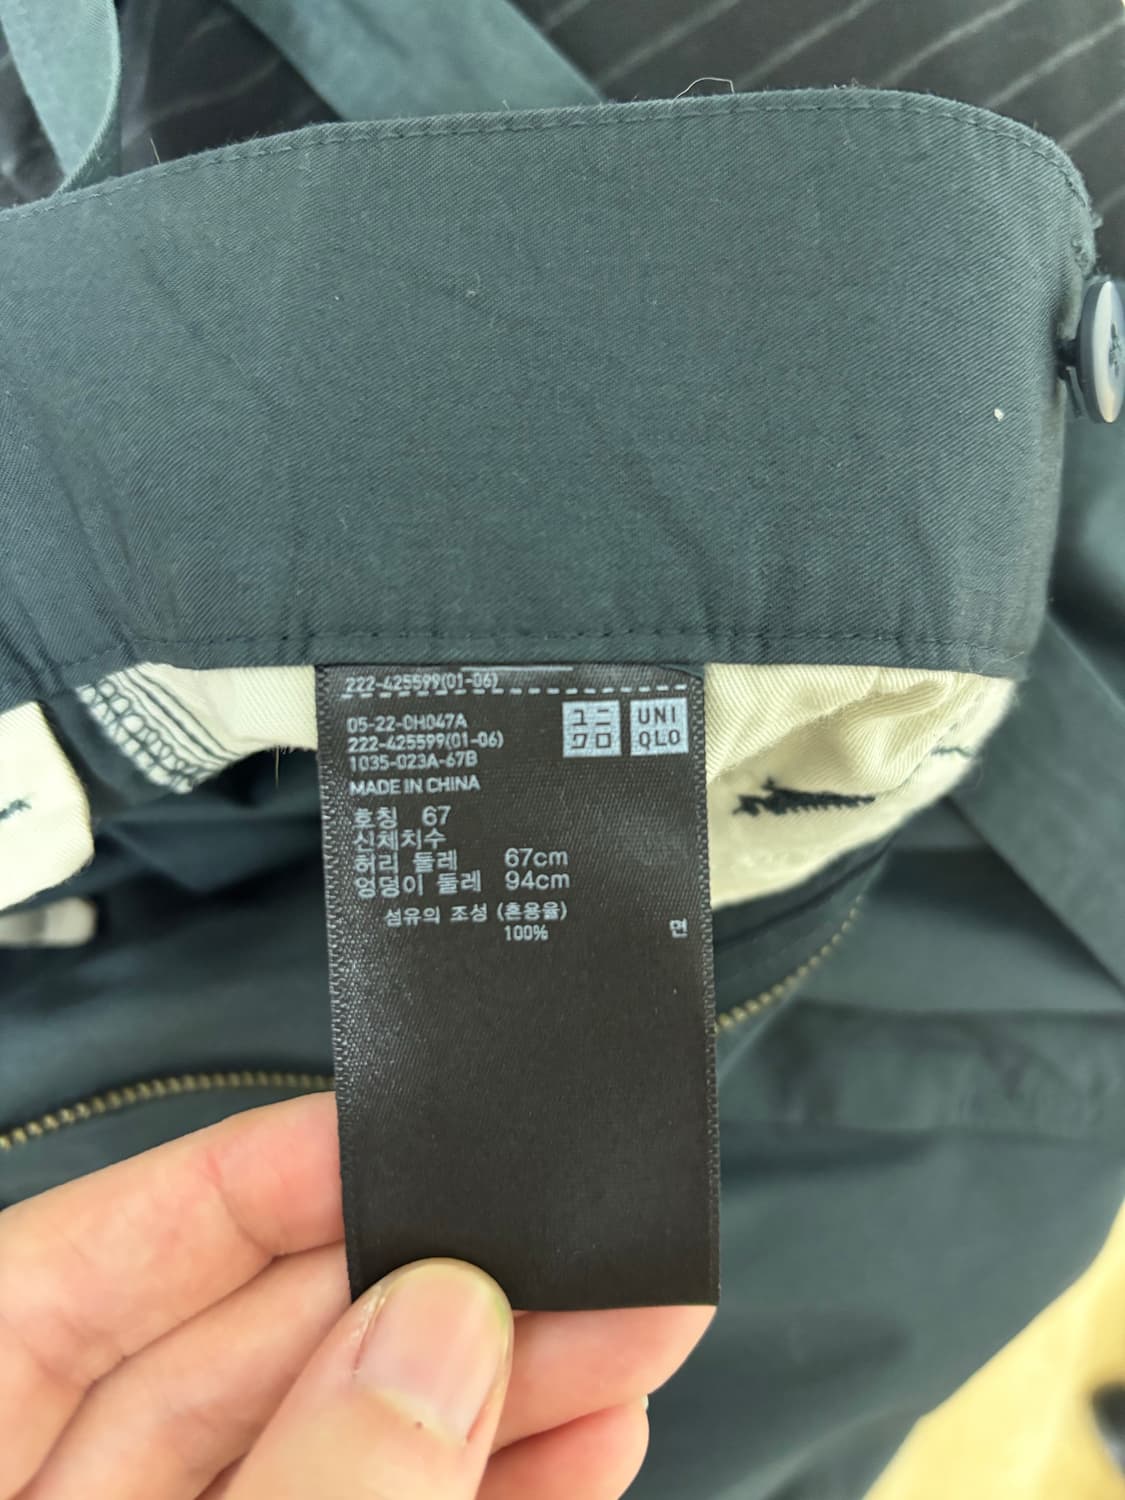 222-425599(01-06)
05-22-0H047A
222-425599(01-06)
1035-023A-67B
MADE IN CHINA
ユニ
クロ
UNI
QLO
호칭 67
신체치수
허리 둘레 67cm
엉덩이 둘레 94cm
섬유의 조성 (혼용율)
100% 면